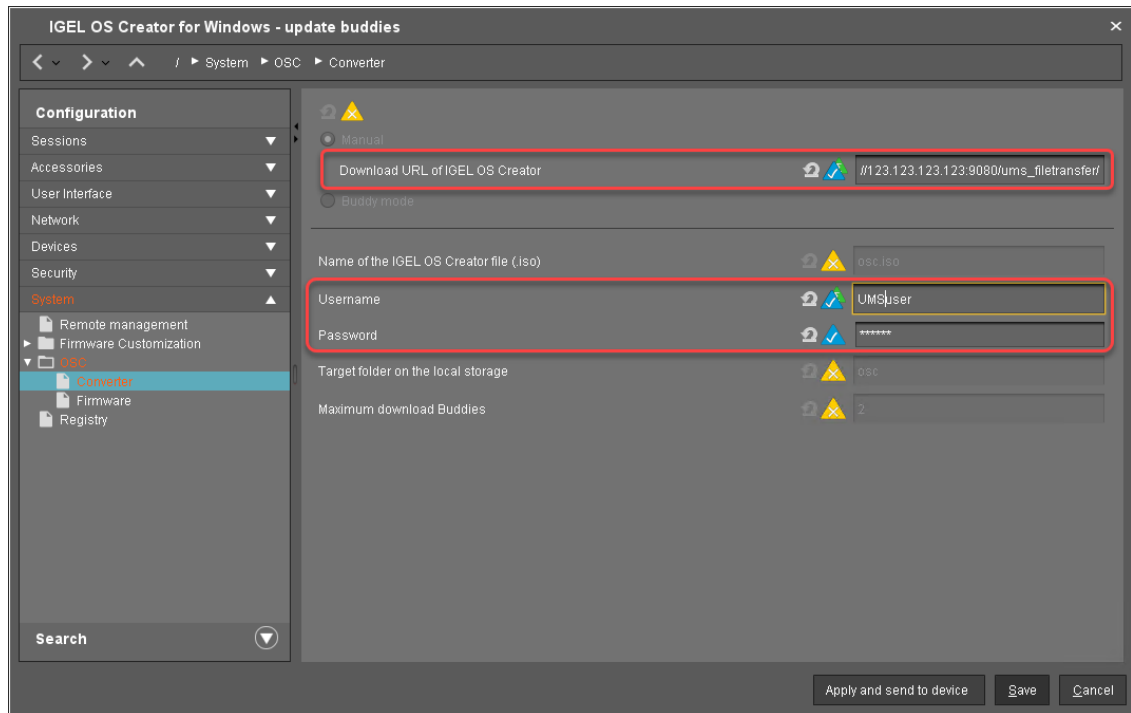 IGEL OS Creator for Windows - update buddies
/ System OSC Converter
Configuration
Sessions
Accessories
User Interface
Network
Devices
Security
System
Remote management
Firmware Customization
OSC
Converter
Firmware
Registry
Search
Manual
Download URL of IGEL OS Creator //123.123.123.123:9080/ums_filetransfer/
Buddy mode
Name of the IGEL OS Creator file (.iso) osc.iso
Username UMSuser
Password ******
Target folder on the local storage osc
Maximum download Buddies 2
Apply and send to device Save Cancel